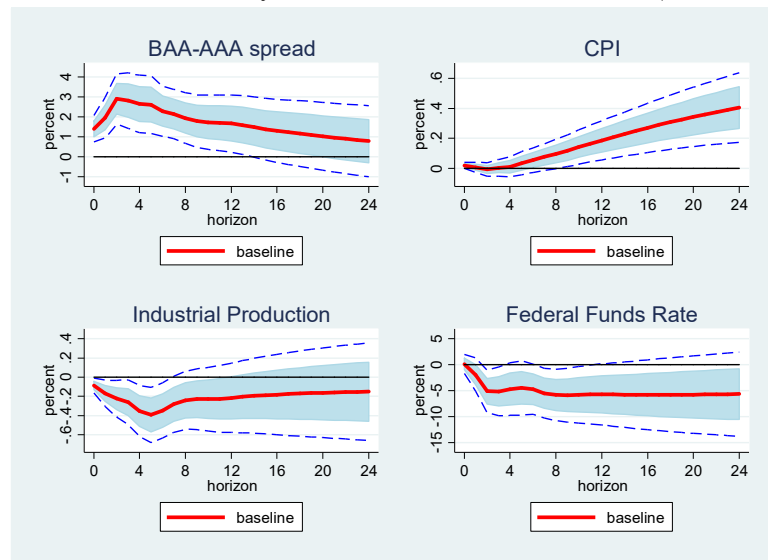 BAA-AAA spread
percent
4
3
2
1
0
-1
0 4 8 12 16 20 24
horizon
baseline
CPI
percent
.6
.4
.2
0
0 4 8 12 16 20 24
horizon
baseline
Industrial Production
percent
.4
.2
0
-.2
-.4
-.6
0 4 8 12 16 20 24
horizon
baseline
Federal Funds Rate
percent
5
0
-5
-10
-15
0 4 8 12 16 20 24
horizon
baseline